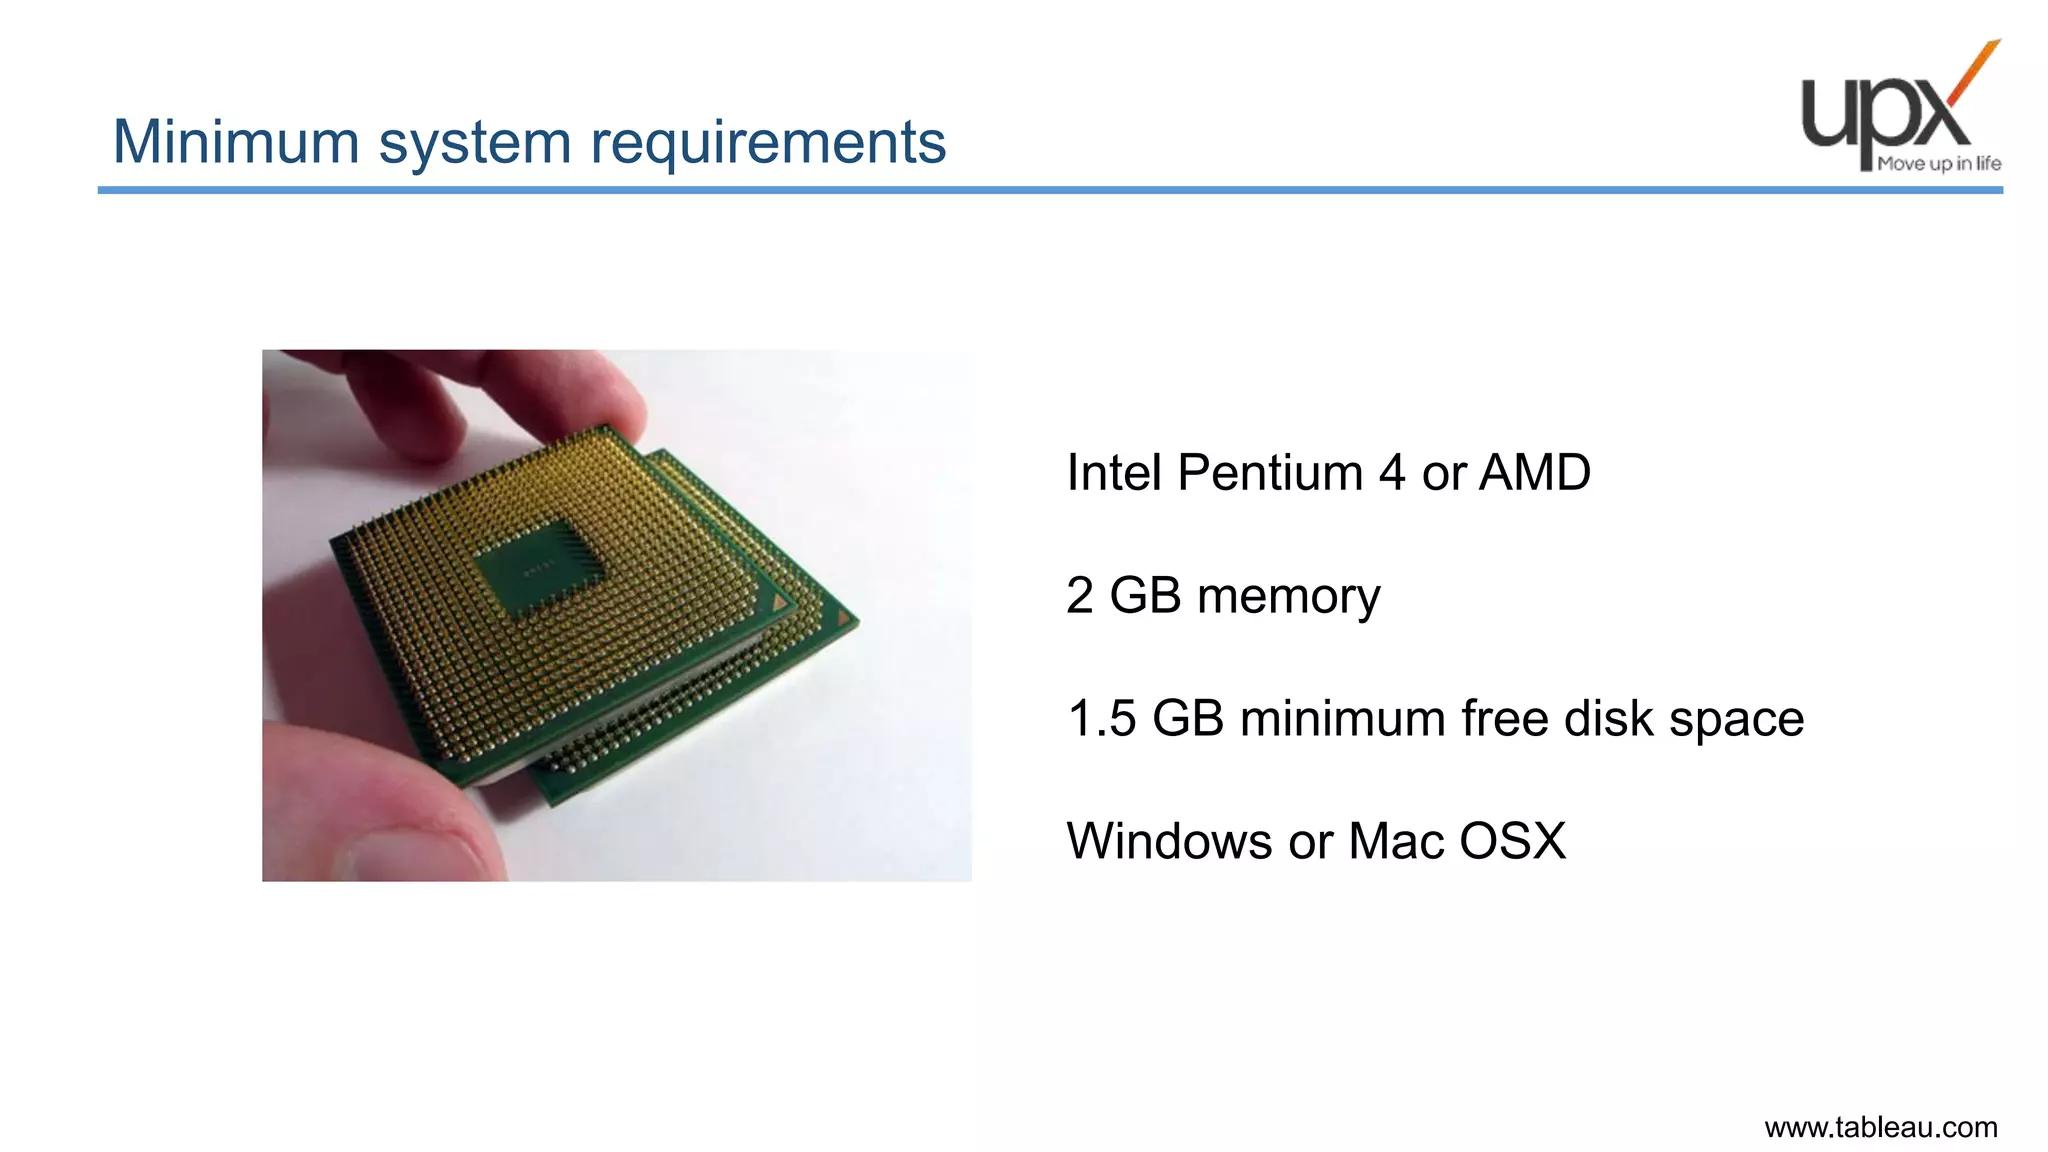 Minimum system requirements
upx
Move up in life
Intel Pentium 4 or AMD
2 GB memory
1.5 GB minimum free disk space
Windows or Mac OSX
www.tableau.com